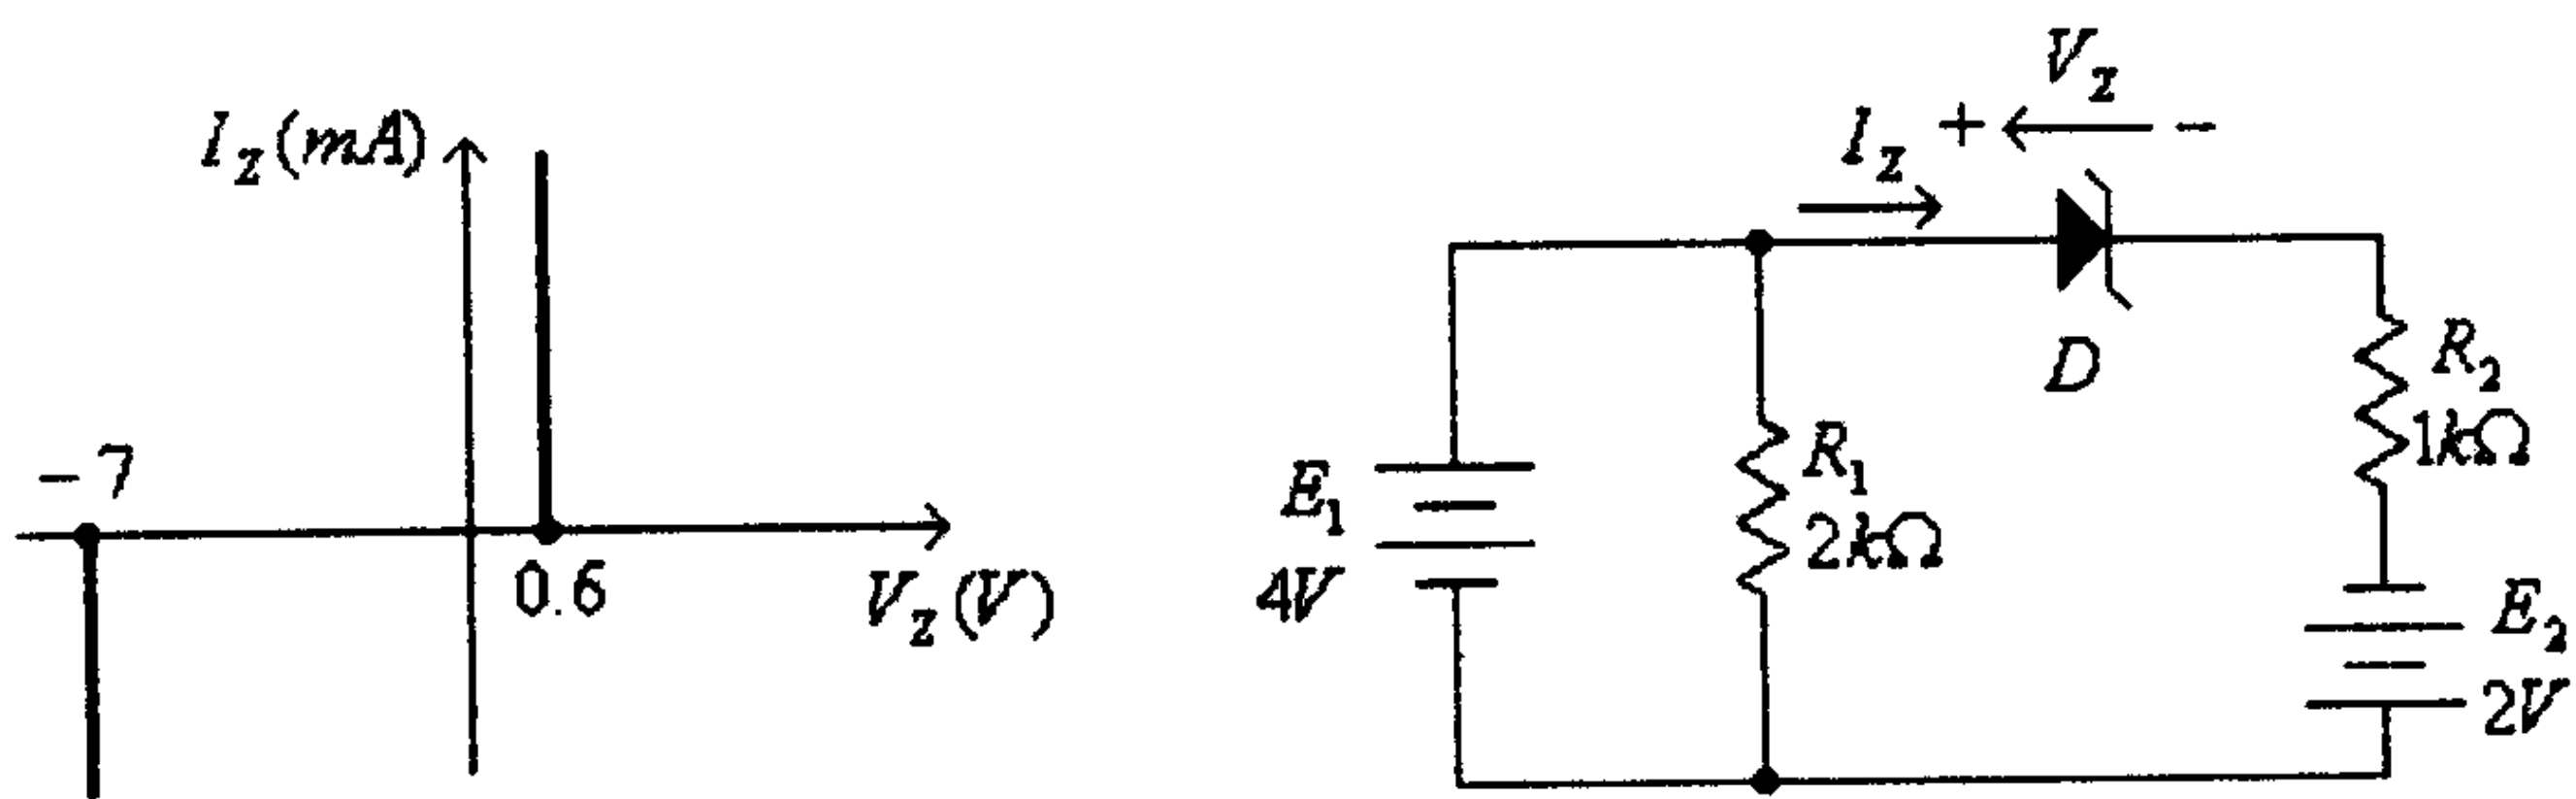 I_Z(mA)
-7
0.6
V_Z(V)
V_Z
I_Z + -
D
R_1
2kΩ
R_2
1kΩ
E_1
4V
E_2
2V